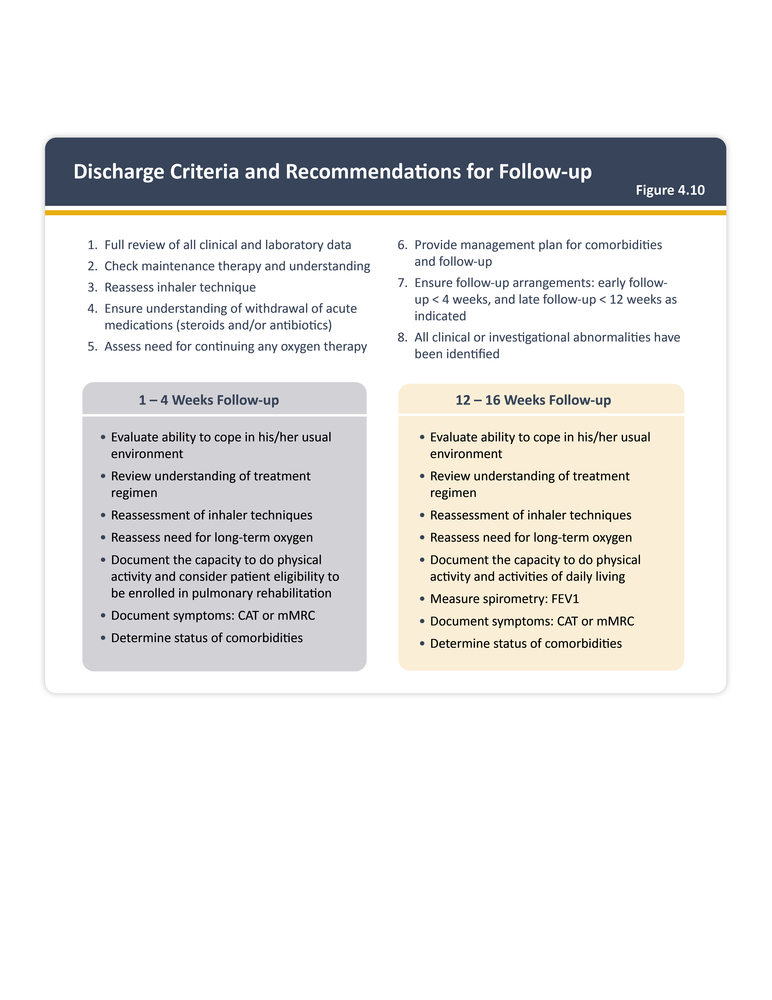 Discharge Criteria and Recommendations for Follow-up
Figure 4.10
1. Full review of all clinical and laboratory data
2. Check maintenance therapy and understanding
3. Reassess inhaler technique
4. Ensure understanding of withdrawal of acute
medications (steroids and/or antibiotics)
5. Assess need for continuing any oxygen therapy
6. Provide management plan for comorbidities
and follow-up
7. Ensure follow-up arrangements: early follow-
up < 4 weeks, and late follow-up < 12 weeks as
indicated
8. All clinical or investigational abnormalities have
been identified
1 – 4 Weeks Follow-up
• Evaluate ability to cope in his/her usual
environment
• Review understanding of treatment
regimen
• Reassessment of inhaler techniques
• Reassess need for long-term oxygen
• Document the capacity to do physical
activity and consider patient eligibility to
be enrolled in pulmonary rehabilitation
• Document symptoms: CAT or mMRC
• Determine status of comorbidities
12 – 16 Weeks Follow-up
• Evaluate ability to cope in his/her usual
environment
• Review understanding of treatment
regimen
• Reassessment of inhaler techniques
• Reassess need for long-term oxygen
• Document the capacity to do physical
activity and activities of daily living
• Measure spirometry: FEV1
• Document symptoms: CAT or mMRC
• Determine status of comorbidities